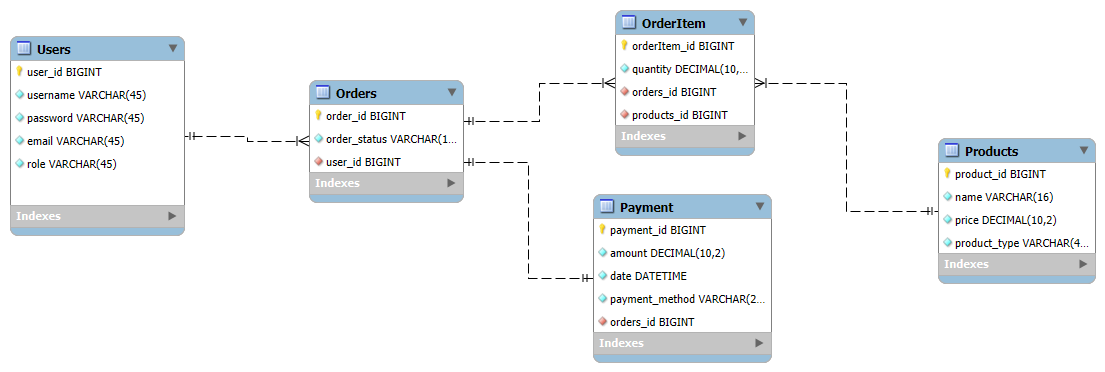 Users
user_id BIGINT
username VARCHAR(45)
password VARCHAR(45)
email VARCHAR(45)
role VARCHAR(45)
Indexes
Orders
order_id BIGINT
order_status VARCHAR(1...
user_id BIGINT
Indexes
OrderItem
orderItem_id BIGINT
quantity DECIMAL(10,...
orders_id BIGINT
products_id BIGINT
Indexes
Payment
payment_id BIGINT
amount DECIMAL(10,2)
date DATETIME
payment_method VARCHAR(2...
orders_id BIGINT
Indexes
Products
product_id BIGINT
name VARCHAR(16)
price DECIMAL(10,2)
product_type VARCHAR(4...
Indexes